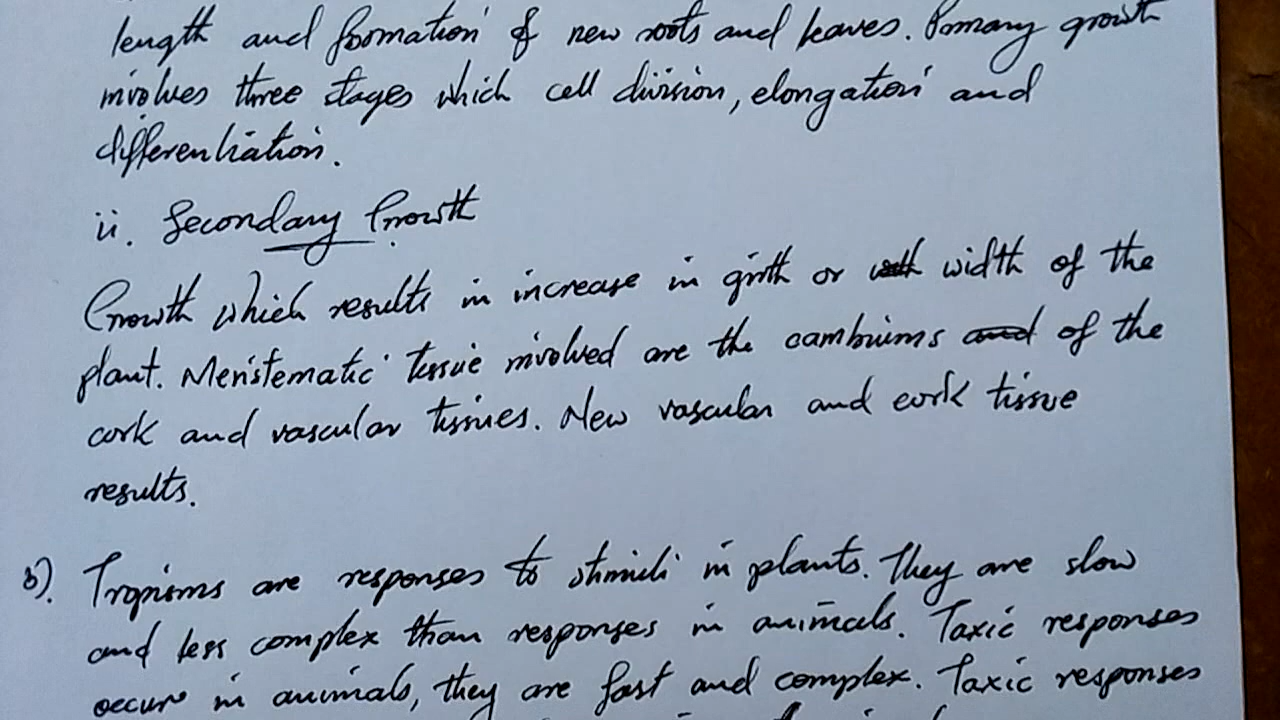 length and formation of new roots and leaves. Primary growth
involves three stages which cell division, elongation and
differentiation.
ii. Secondary Growth
Growth which results in increase in girth or width of the
plant. Meristematic tissue involved are the cambiums of the
cork and vascular tissues. New vascular and cork tissue
results.
b). Tropisms are responses to stimuli in plants. They are slow
and less complex than responses in animals. Taxic responses
occur in animals, they are fast and complex. Taxic responses